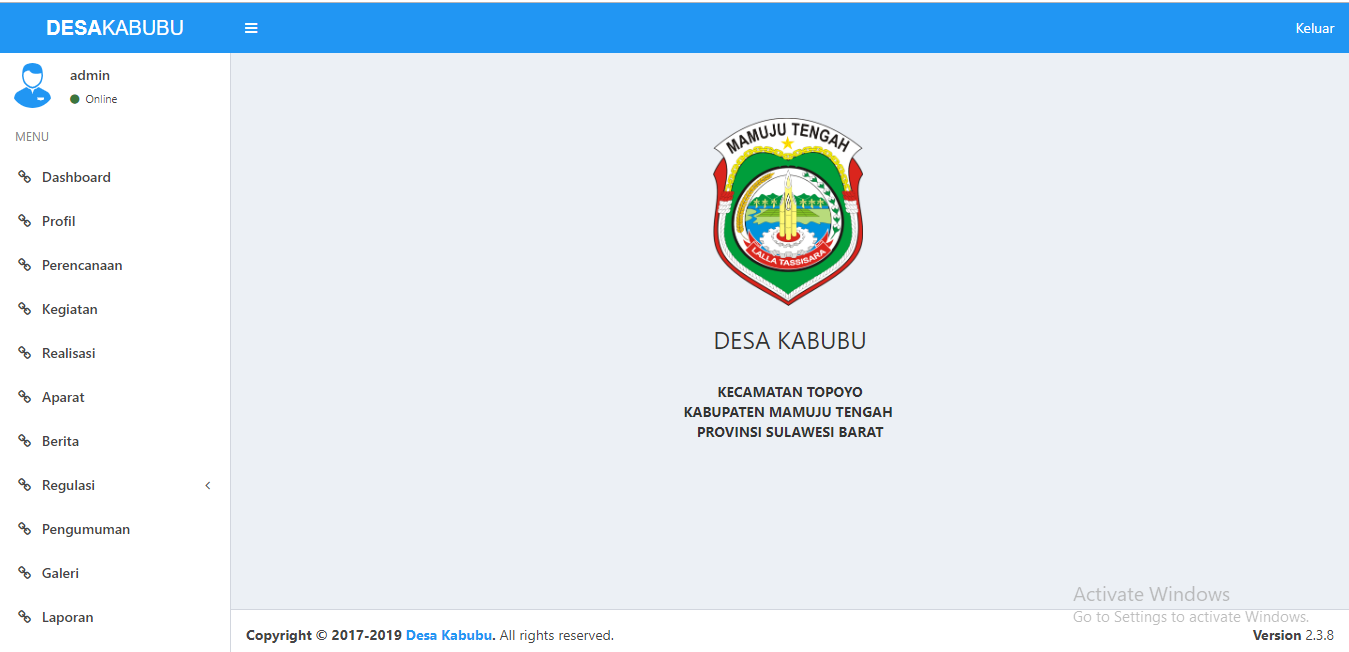 DESAKABUBU
Keluar
admin
Online
MENU
Dashboard
Profil
Perencanaan
Kegiatan
Realisasi
Aparat
Berita
Regulasi
Pengumuman
Galeri
Laporan
MAMUJU TENGAH
LALLA TASSISARA
DESA KABUBU
KECAMATAN TOPOYO
KABUPATEN MAMUJU TENGAH
PROVINSI SULAWESI BARAT
Activate Windows
Go to Settings to activate Windows.
Copyright © 2017-2019 Desa Kabubu. All rights reserved.
Version 2.3.8